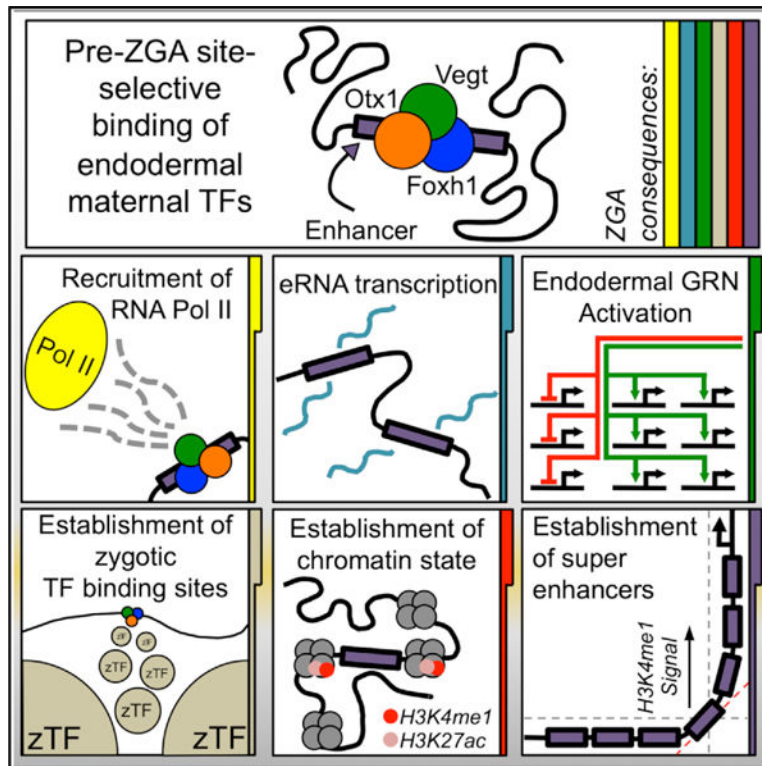 Pre-ZGA site-
selective
binding of
endodermal
maternal TFs
Vegt
Otx1
Foxh1
Enhancer
ZGA
consequences:
Recruitment of
RNA Pol II
Pol II
eRNA transcription
Endodermal GRN
Activation
Establishment of
zygotic
TF binding sites
zTF
zTF
zTF
zTF
zTF
zTF
zTF
zTF
Establishment of
chromatin state
H3K4me1
H3K27ac
Establishment
of super
enhancers
H3K4me1
Signal